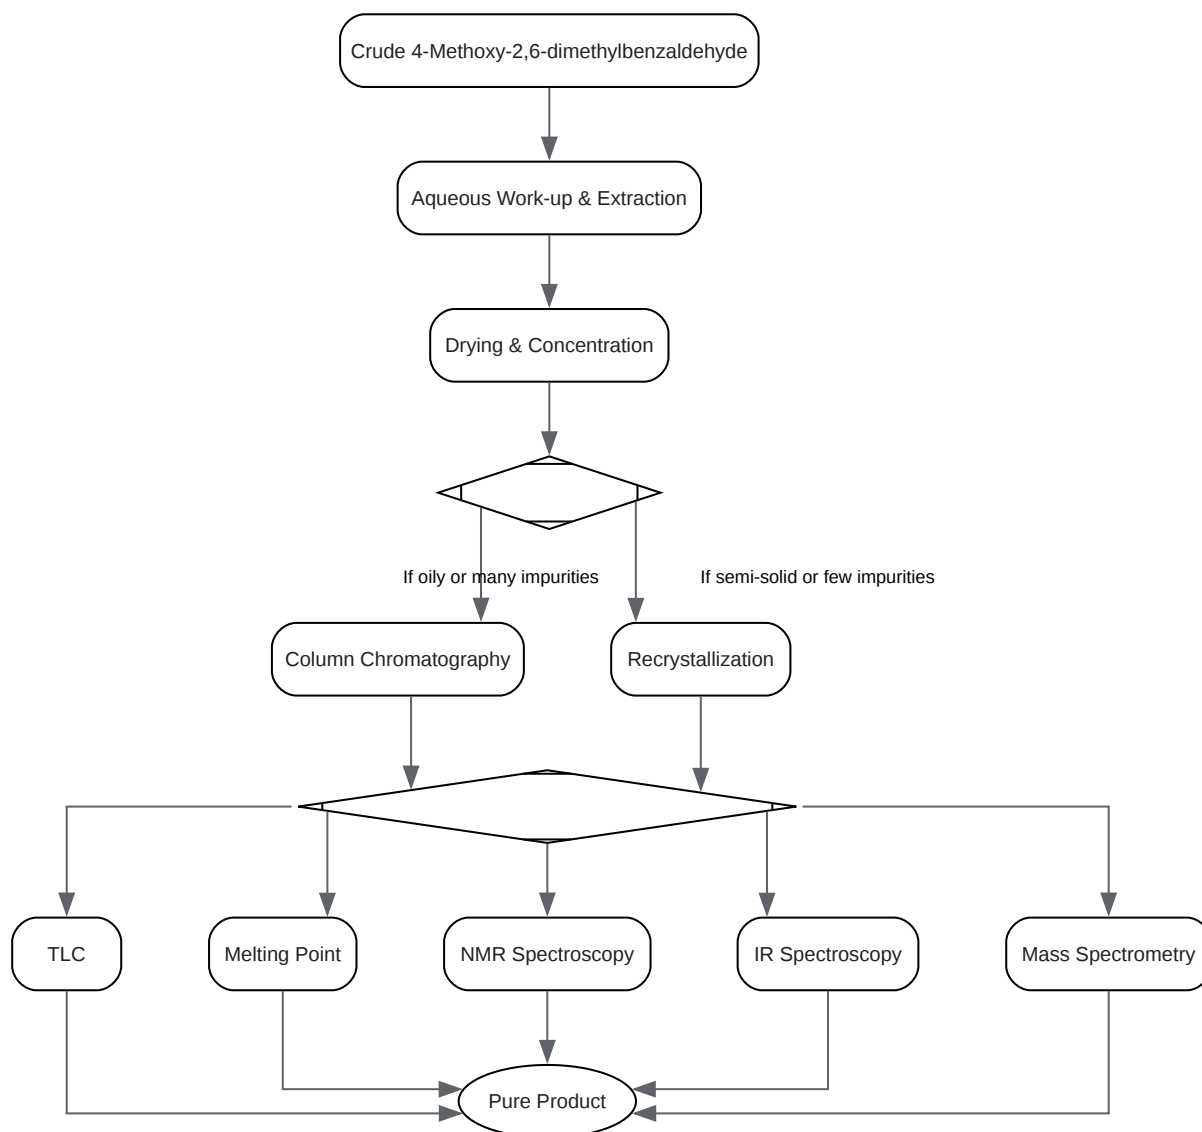 Crude 4-Methoxy-2,6-dimethylbenzaldehyde
Aqueous Work-up & Extraction
Drying & Concentration
If oily or many impurities
If semi-solid or few impurities
Column Chromatography
Recrystallization
TLC
Melting Point
NMR Spectroscopy
IR Spectroscopy
Mass Spectrometry
Pure Product